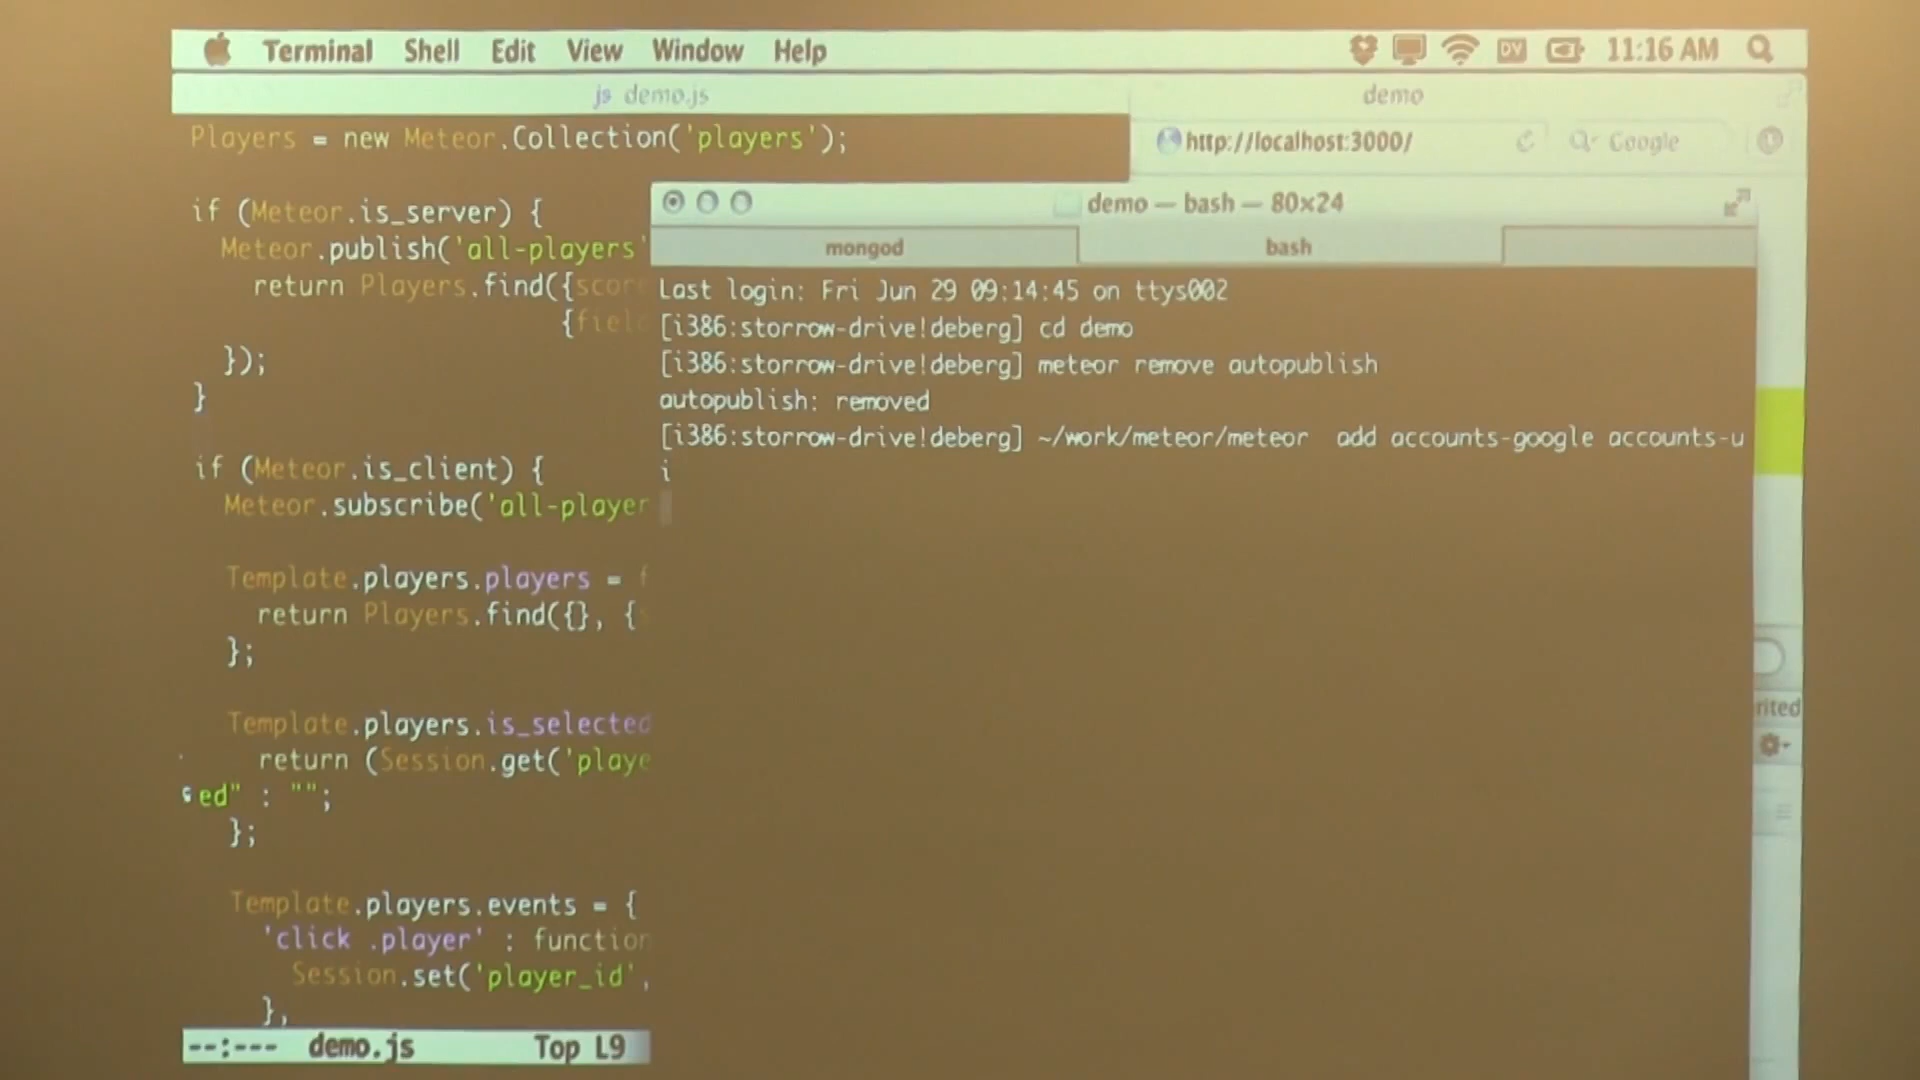 Terminal Shell Edit View Window Help DV 11:16 AM
js demo.js
demo
http://localhost:3000/
Google
Players = new Meteor.Collection('players');
if (Meteor.is_server) {
Meteor.publish('all-players'
return Players.find({score
{field
});
}
if (Meteor.is_client) {
Meteor.subscribe('all-player
Template.players.players = f
return Players.find({}, {
};
Template.players.is_selected
return (Session.get('playe
ed" : "";
};
Template.players.events = {
'click .player' : function
Session.set('player_id',
},
--:--- demo.js Top L9
demo — bash — 80×24
mongod
bash
Last login: Fri Jun 29 09:14:45 on ttys002
[i386:storrow-drive!deberg] cd demo
[i386:storrow-drive!deberg] meteor remove autopublish
autopublish: removed
[i386:storrow-drive!deberg] ~/work/meteor/meteor add accounts-google accounts-u
i
rited